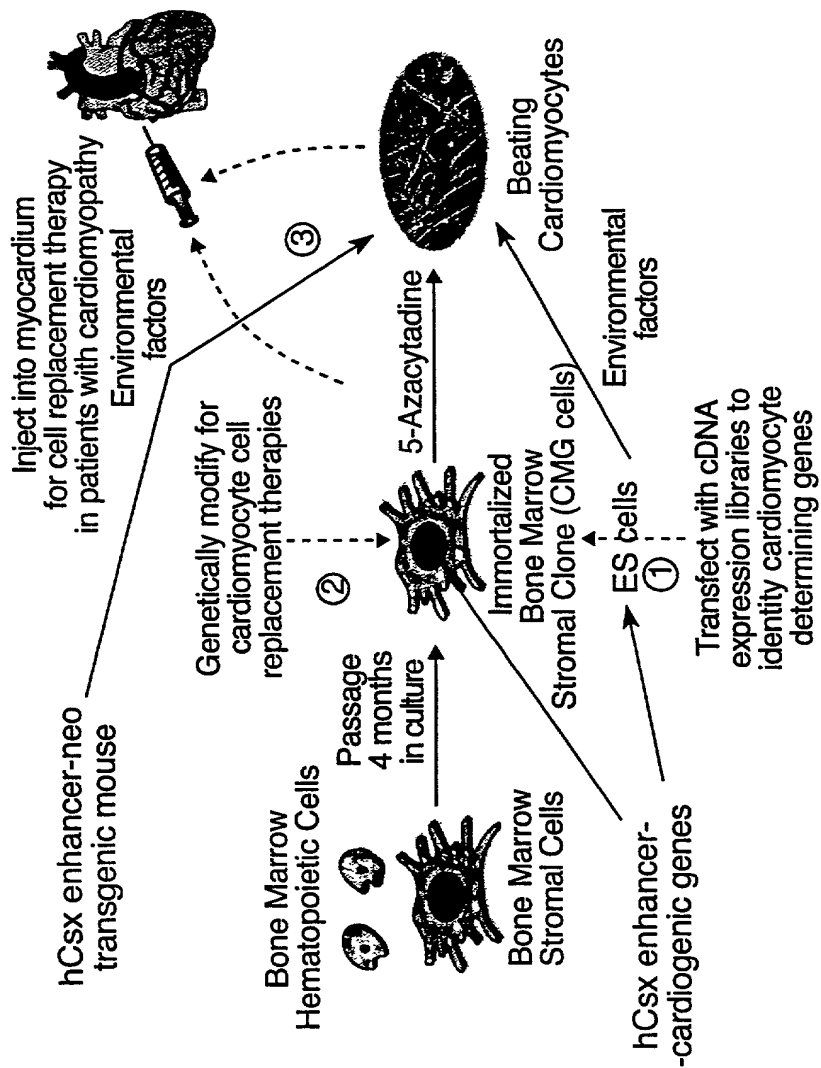 hCsx enhancer-neo
transgenic mouse
Inject into myocardium
for cell replacement therapy
in patients with cardiomyopathy
Environmental
factors
③
Genetically modify for
cardiomyocyte cell
replacement therapies
②
Bone Marrow
Hematopoietic Cells
Passage
4 months
in culture
5-Azacytadine
Bone Marrow
Stromal Cells
Immortalized
Bone Marrow
Stromal Clone (CMG cells)
Beating
Cardiomyocytes
Environmental
factors
ES cells
①
hCsx enhancer-
-cardiogenic genes
Transfect with cDNA
expression libraries to
identity cardiomyocyte
determining genes